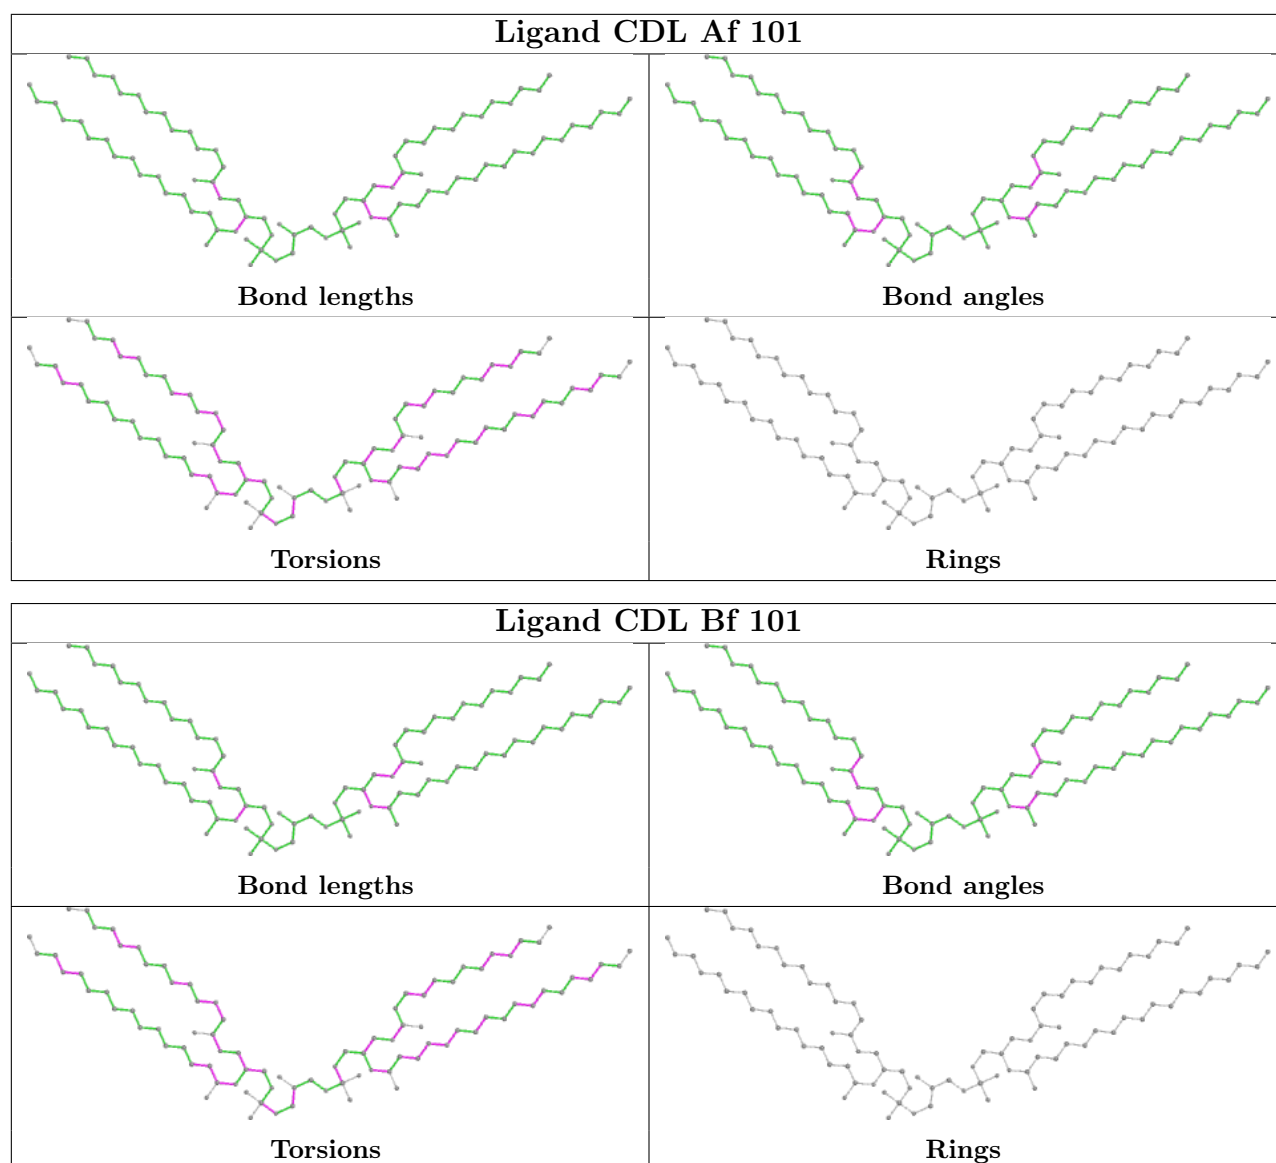 Ligand CDL Af 101
Bond lengths
Bond angles
Torsions
Rings
Ligand CDL Bf 101
Bond lengths
Bond angles
Torsions
Rings